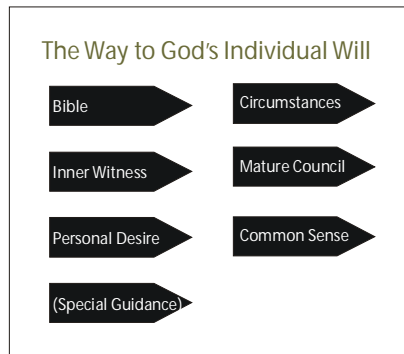 The Way to God's Individual Will
Bible
Circumstances
Inner Witness
Mature Council
Personal Desire
Common Sense
(Special Guidance)